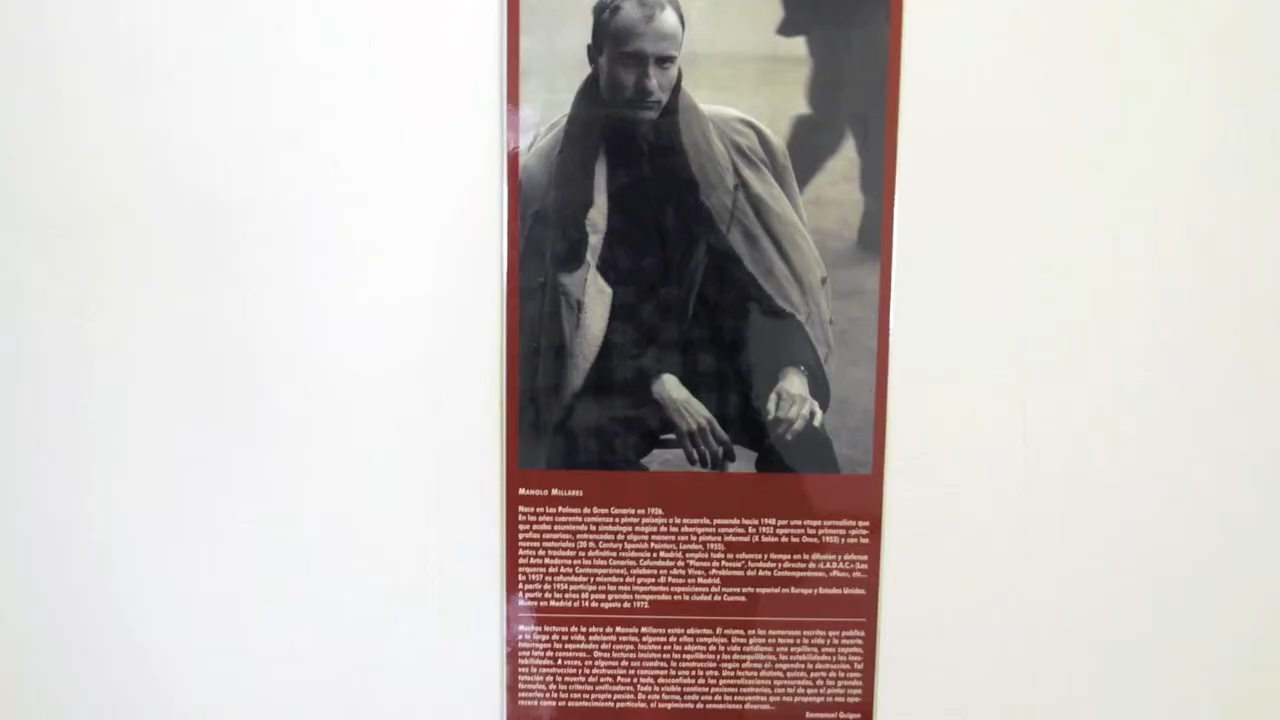 MANOLO MILLARES
Nace en Las Palmas de Gran Canaria en 1926.
En los años cuarenta comienza a pintar paisajes a la acuarela, pasando hacia 1948 por una etapa surrealista que
que acaba asumiendo la simbología mágica de los aborígenes canarios. En 1952 aparecen las primeras «picto-
grafías canarias», entroncadas de alguna manera con la pintura informal (X Salón de los Once, 1953) y con los
nuevos materiales (20 th. Century Spanish Painters, London, 1955).
Antes de trasladar su definitiva residencia a Madrid, empleó todo su esfuerzo y tiempo en la difusión y defensa
del Arte Moderno en las Islas Canarias. Cofundador de "Planas de Poesía", fundador y director de «L.A.D.A.C.» (Los
arqueros del Arte Contemporáneo), colabora en «Arte Vivo», «Problemas del Arte Contemporáneo», «Plus», etc...
En 1957 es cofundador y miembro del grupo «El Paso» en Madrid.
A partir de 1954 participa en las más importantes exposiciones del nuevo arte español en Europa y Estados Unidos.
A partir de los años 60 pasa grandes temporadas en la ciudad de Cuenca.
Muere en Madrid el 14 de agosto de 1972.
Muchas lecturas de la obra de Manolo Millares están abiertas. Él mismo, en las numerosas escritos que publicó
a lo largo de su vida, adelantó varias, algunas de ellas complejas. Unas giran en torno a la vida y la muerte.
Interrogan las oquedades del cuerpo. Insisten en los objetos de la vida cotidiana: una arpillera, unos zapatos,
una lata de conservas... Otras lecturas insisten en los equilibrios y los desequilibrios, las estabilidades y las ines-
tabilidades. A veces, en algunos de sus cuadros, la construcción -según afirma él- engendra la destrucción. Tal
vez la construcción y la destrucción se consuman la una a la otra. Una lectura distinta, quizás, parte de la cons-
tatación de la muerte del arte. Pese a todo, desconfiaba de las generalizaciones apresuradas, de las grandes
fórmulas, de los criterios unificadores. Todo lo visible contiene pasiones contrarias, con tal de que el pintor sepa
sacarlas a la luz con su propia pasión. De esta forma, cada uno de los encuentros que nos propongo se nos apa-
recerá como un acontecimiento particular, el surgimiento de sensaciones diversas...
Emmanuel Guigon